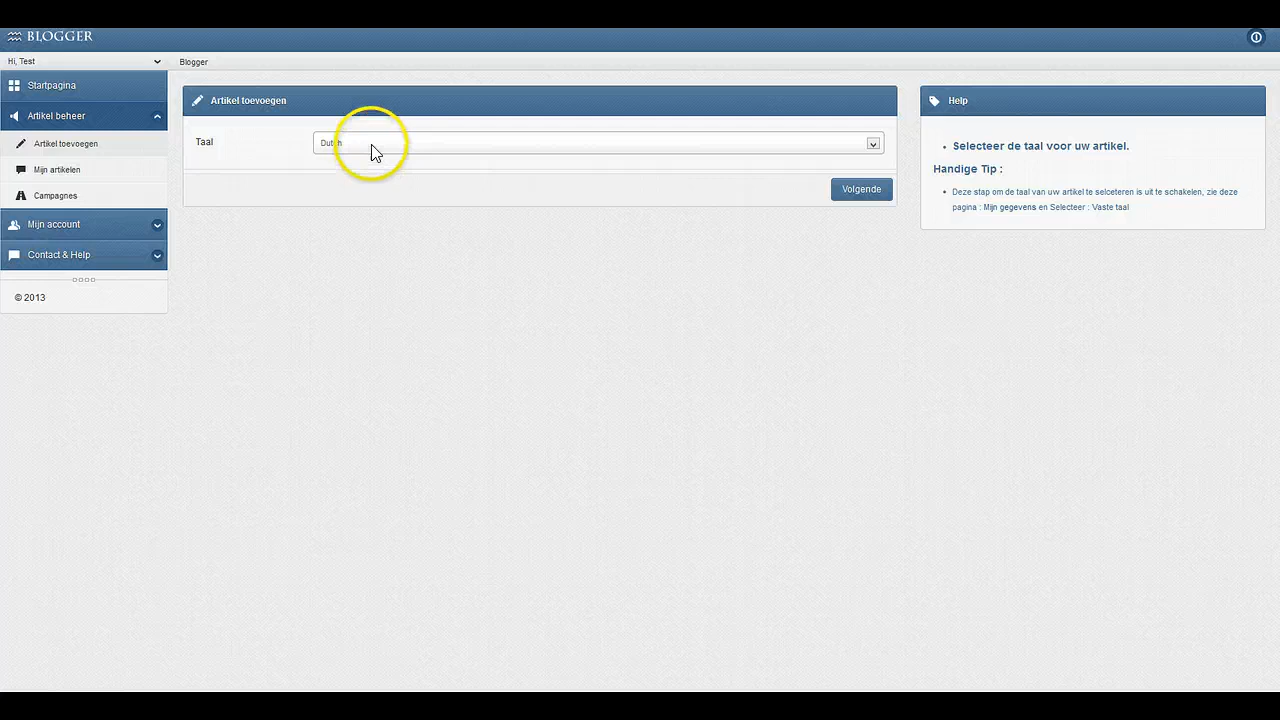 BLOGGER
Hi, Test
Blogger
Startpagina
Artikel beheer
Artikel toevoegen
Mijn artikelen
Campagnes
Mijn account
Contact & Help
© 2013
Artikel toevoegen
Taal
Dutch
Volgende
Help
Selecteer de taal voor uw artikel.
Handige Tip :
Deze stap om de taal van uw artikel te selceteren is uit te schakelen, zie deze
pagina : Mijn gegevens en Selecteer : Vaste taal